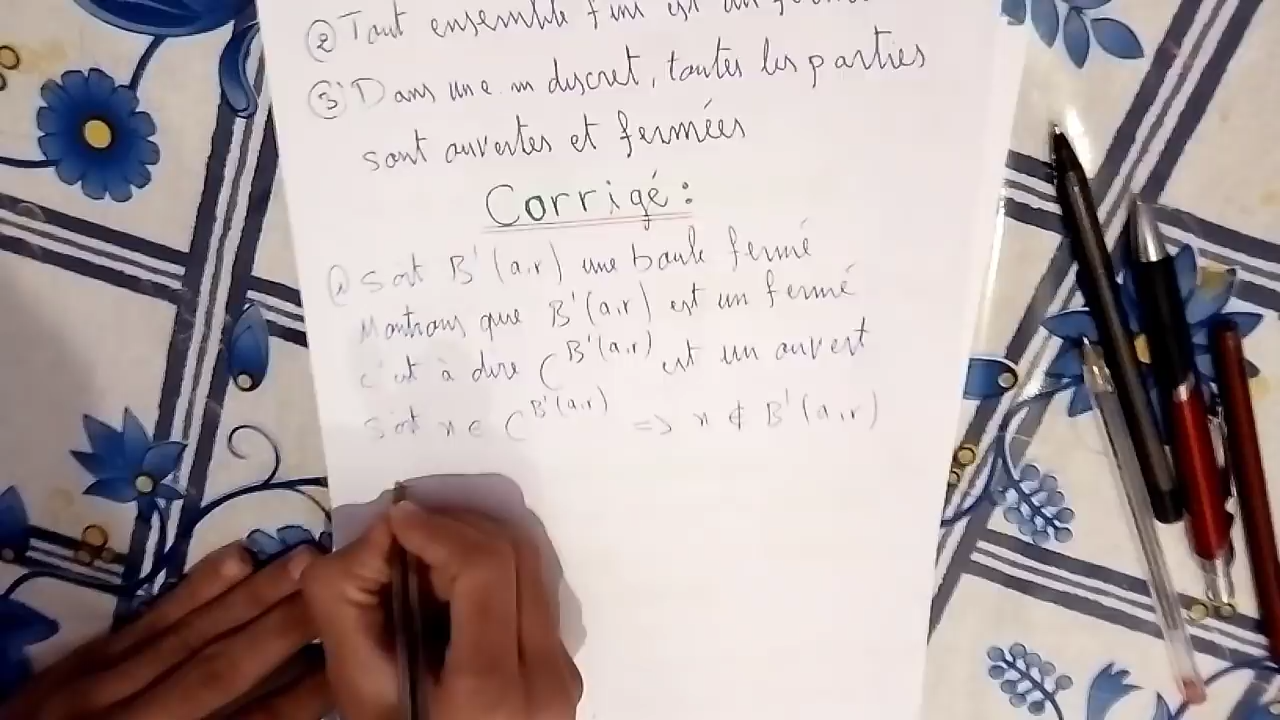 ② Tout ensemble fini est un fermé
③ Dans un e.m discret, toutes les parties
sont ouvertes et fermées
Corrigé :
① Soit B'(a,r) une boule fermé
Montrons que B'(a,r) est un fermé
c'est à dire C^B'(a,r) est un ouvert
soit x ∈ C^B'(a,r) => x ∉ B'(a,r)